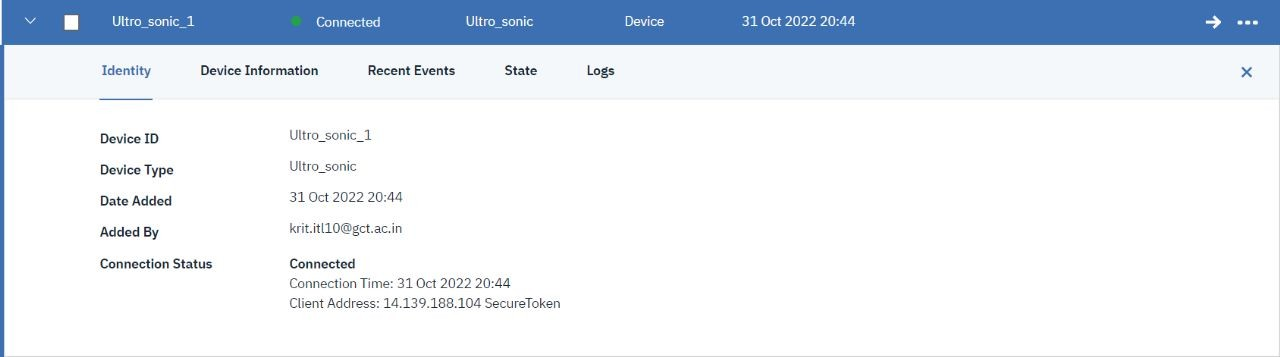 Ultro_sonic_1 Connected Ultro_sonic Device 31 Oct 2022 20:44
Identity Device Information Recent Events State Logs
Device ID Ultro_sonic_1
Device Type Ultro_sonic
Date Added 31 Oct 2022 20:44
Added By krit.itl10@gct.ac.in
Connection Status Connected
Connection Time: 31 Oct 2022 20:44
Client Address: 14.139.188.104 SecureToken